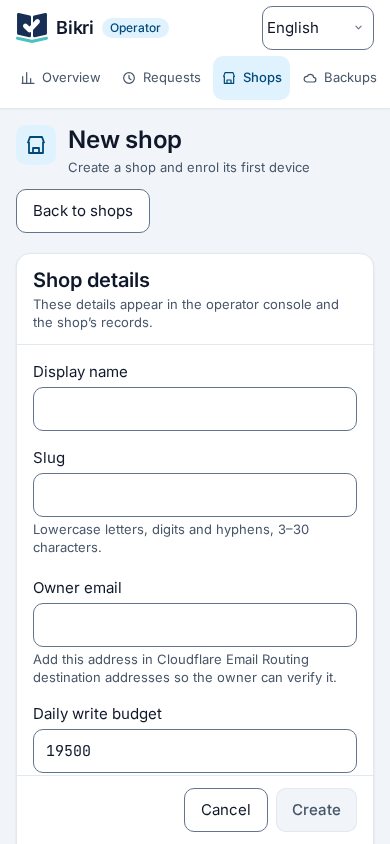 Bikri Operator English
Overview Requests Shops Backups
New shop
Create a shop and enrol its first device
Back to shops
Shop details
These details appear in the operator console and
the shop’s records.
Display name
Slug
Lowercase letters, digits and hyphens, 3–30
characters.
Owner email
Add this address in Cloudflare Email Routing
destination addresses so the owner can verify it.
Daily write budget
19500
Cancel Create